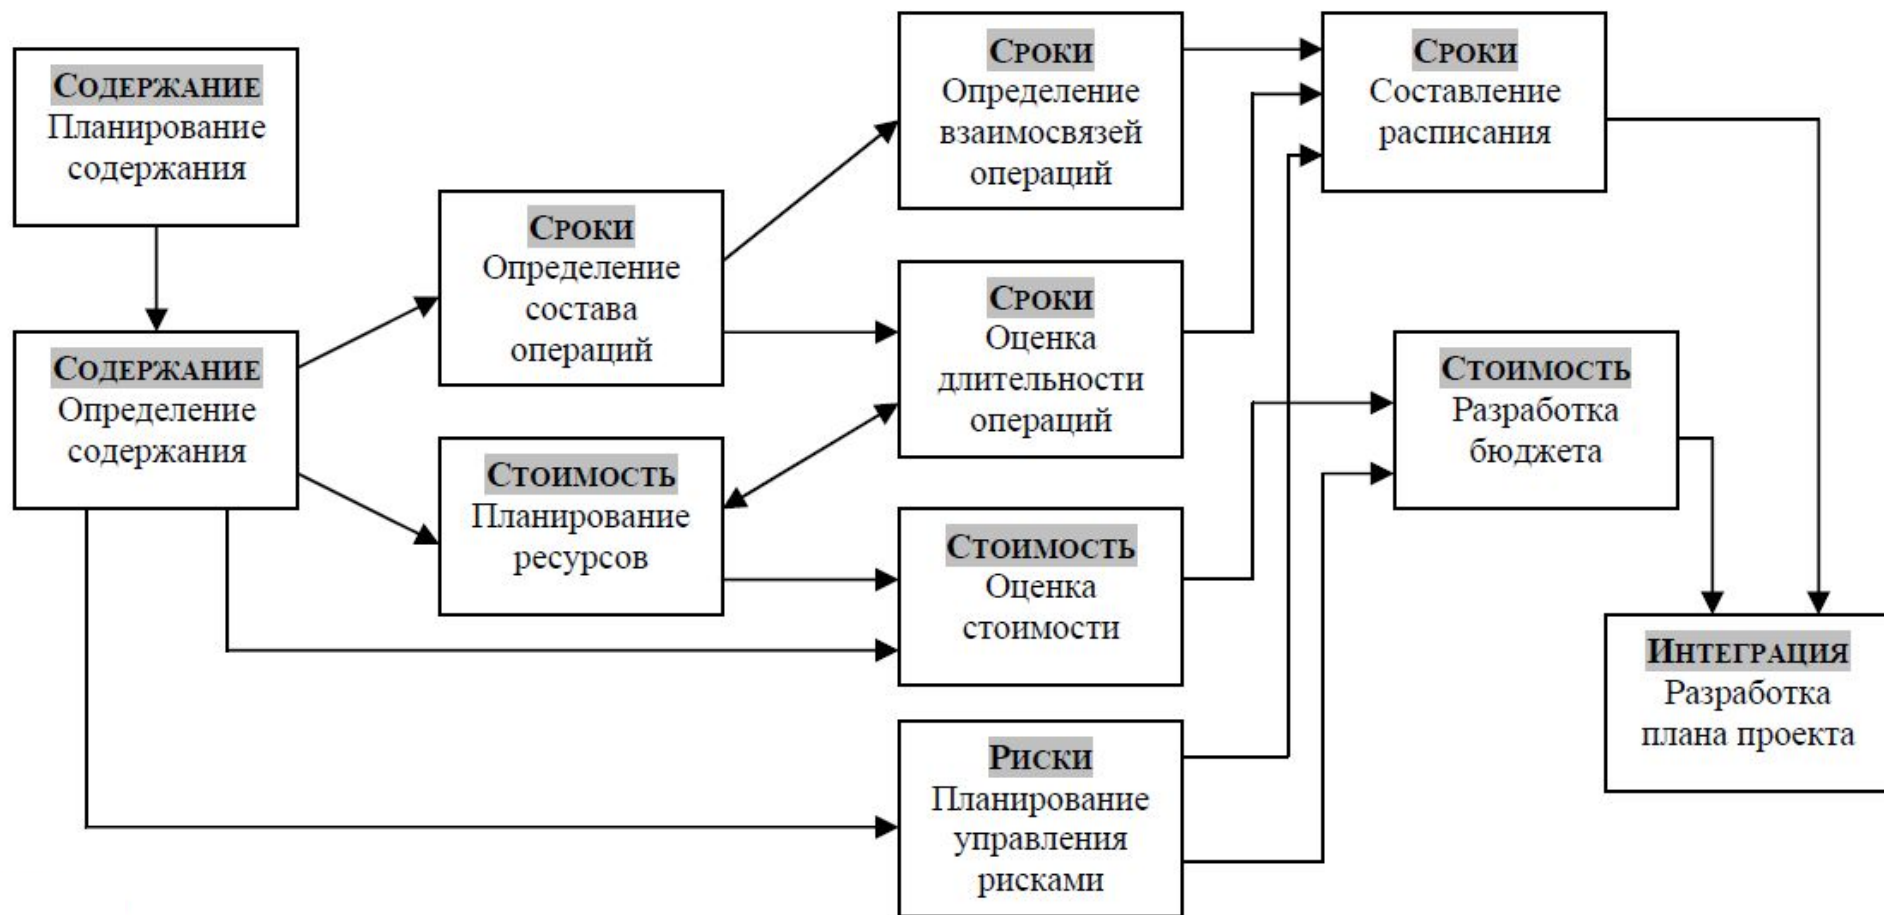 СОДЕРЖАНИЕ
Планирование
содержания
СОДЕРЖАНИЕ
Определение
содержания
СРОКИ
Определение
состава
операций
СТОИМОСТЬ
Планирование
ресурсов
СРОКИ
Определение
взаимосвязей
операций
СРОКИ
Оценка
длительности
операций
СТОИМОСТЬ
Оценка
стоимости
РИСКИ
Планирование
управления
рисками
СРОКИ
Составление
расписания
СТОИМОСТЬ
Разработка
бюджета
ИНТЕГРАЦИЯ
Разработка
плана проекта